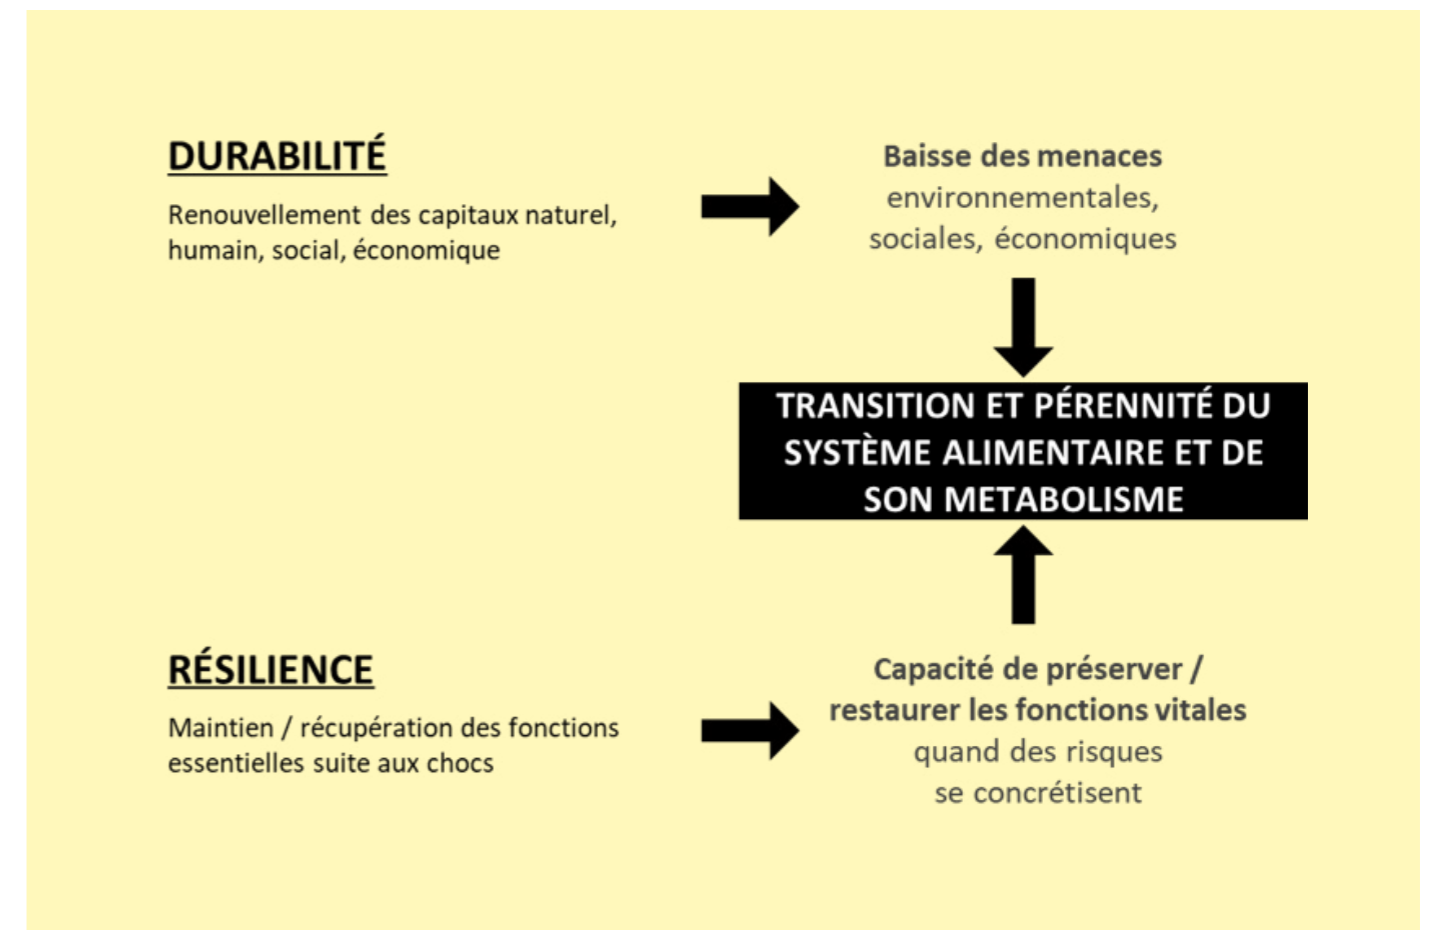 DURABILITÉ
Renouvellement des capitaux naturel,
humain, social, économique
Baisse des menaces
environnementales,
sociales, économiques
TRANSITION ET PÉRENNITÉ DU
SYSTÈME ALIMENTAIRE ET DE
SON METABOLISME
RÉSILIENCE
Maintien / récupération des fonctions
essentielles suite aux chocs
Capacité de préserver /
restaurer les fonctions vitales
quand des risques
se concrétisent